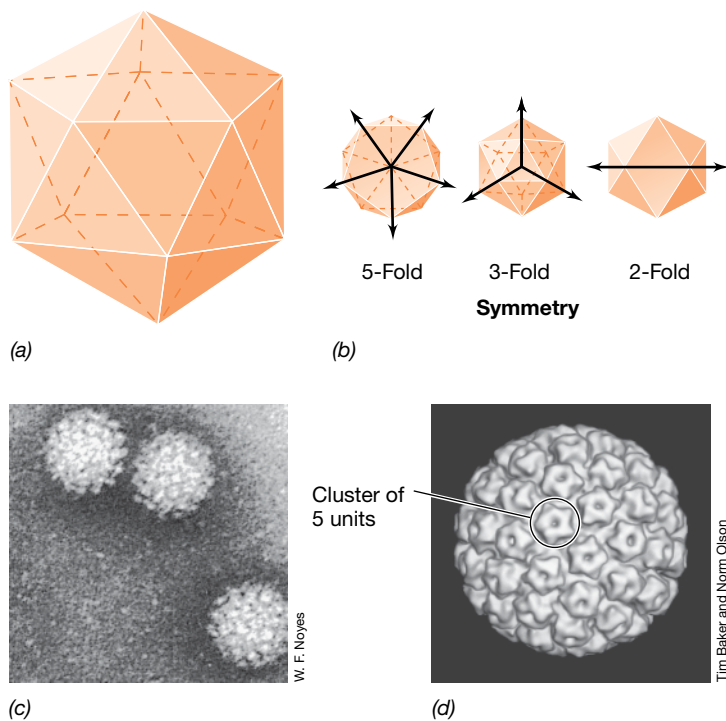 (a)
5-Fold
3-Fold
2-Fold
Symmetry
(b)
Cluster of
5 units
W. F. Noyes
Tim Baker and Norm Olson
(c)
(d)